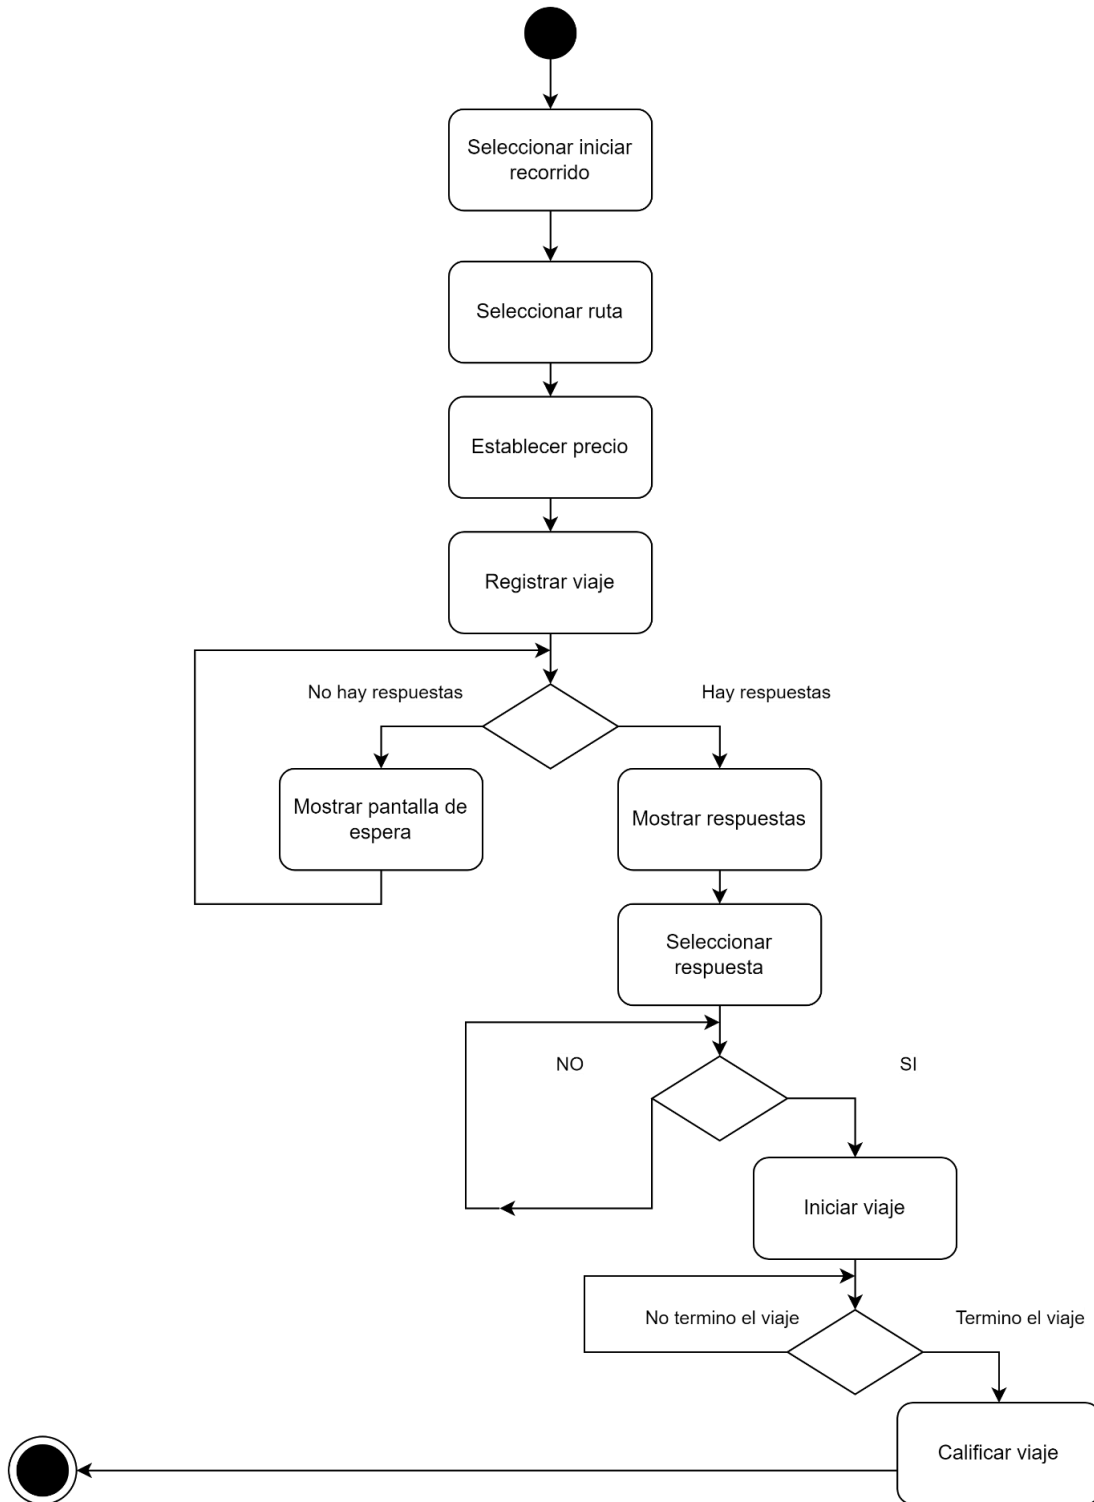 Seleccionar iniciar
recorrido
Seleccionar ruta
Establecer precio
Registrar viaje
No hay respuestas
Hay respuestas
Mostrar pantalla de
espera
Mostrar respuestas
Seleccionar
respuesta
NO
SI
Iniciar viaje
No termino el viaje
Termino el viaje
Calificar viaje